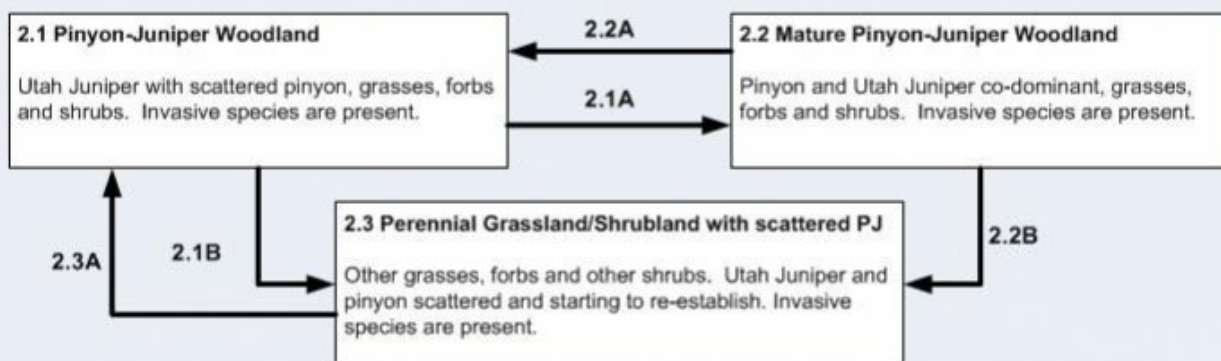 2.1 Pinyon-Juniper Woodland
Utah Juniper with scattered pinyon, grasses, forbs
and shrubs. Invasive species are present.
2.2A
2.1A
2.2 Mature Pinyon-Juniper Woodland
Pinyon and Utah Juniper co-dominant, grasses,
forbs and shrubs. Invasive species are present.
2.3A
2.1B
2.3 Perennial Grassland/Shrubland with scattered PJ
Other grasses, forbs and other shrubs. Utah Juniper and
pinyon scattered and starting to re-establish. Invasive
species are present.
2.2B